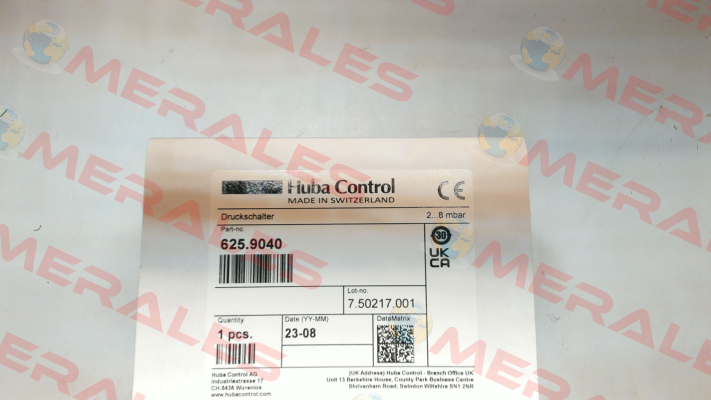 MERALES
Huba Control
MADE IN SWITZERLAND
CE
Druckschalter
2...8 mbar
Part-no.
625.9040
30
UK
CA
Lot-no.
7.50217.001
Quantity
1 pcs.
Date (YY-MM)
23-08
DataMatrix
Huba Control AG
Industriestrasse 17
CH-5436 Würenlos
www.hubacontrol.com
(UK Address) Huba Control - Branch Office UK
Unit 13 Berkshire House, County Park Business Centre
Shrivenham Road, Swindon Wiltshire SN1 2NR
MERALES
MERALES
MERALES
MERALES
MERALES